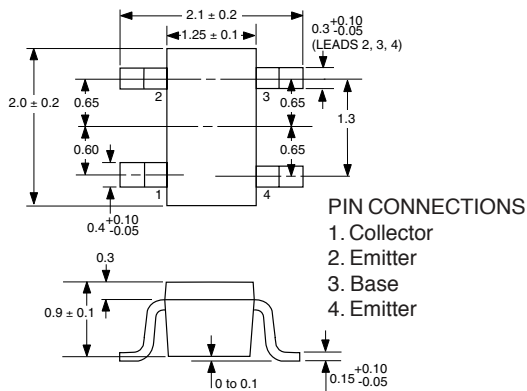 2.1 ± 0.2
1.25 ± 0.1
0.3 +0.10 -0.05
(LEADS 2, 3, 4)
2
3
2.0 ± 0.2
0.65
0.65
1.3
0.60
0.65
1
4
0.4 +0.10 -0.05
PIN CONNECTIONS
1. Collector
2. Emitter
3. Base
4. Emitter
0.3
0.9 ± 0.1
0 to 0.1
0.15 +0.10 -0.05